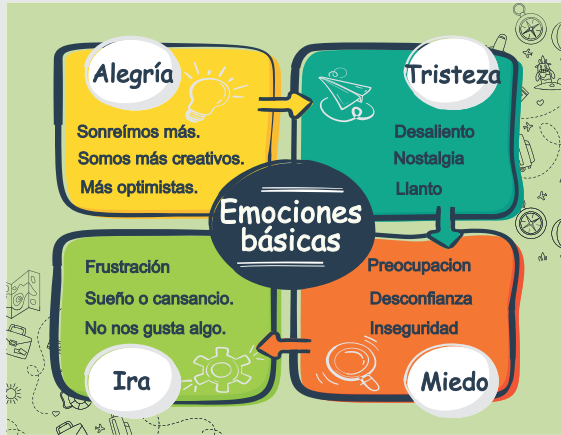 Alegría
Sonreímos más.
Somos más creativos.
Más optimistas.
Tristeza
Desaliento
Nostalgia
Llanto
Emociones
básicas
Frustración
Sueño o cansancio.
No nos gusta algo.
Ira
Preocupacion
Desconfianza
Inseguridad
Miedo